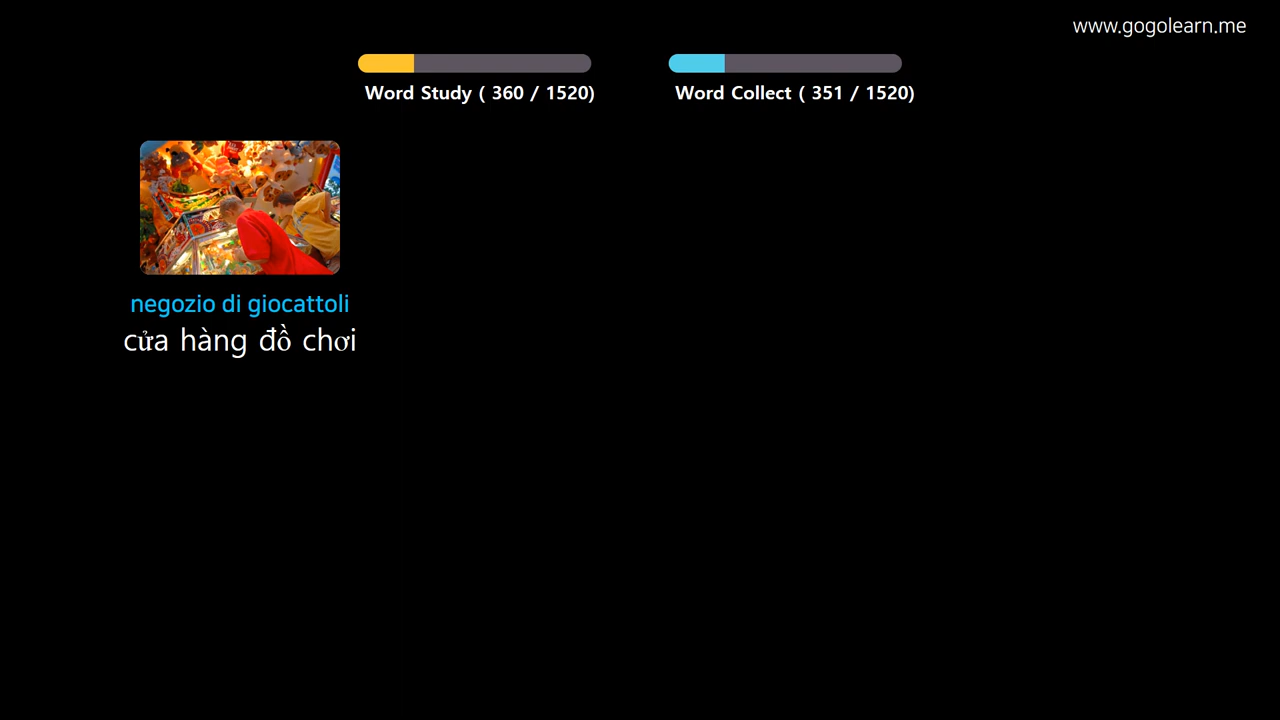 www.gogolearn.me
Word Study ( 360 / 1520)
Word Collect ( 351 / 1520)
negozio di giocattoli
cửa hàng đồ chơi